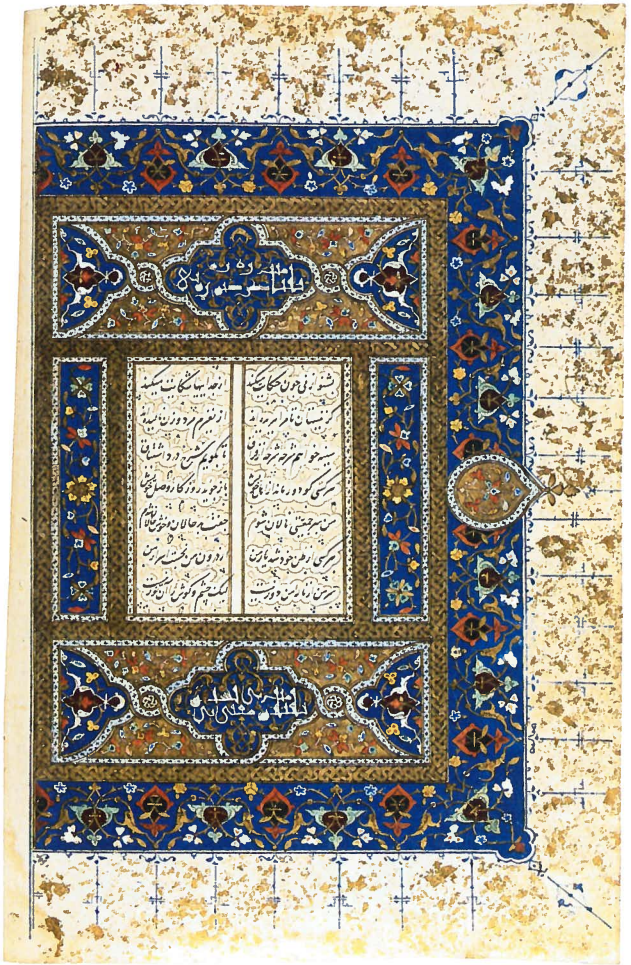 بشنو از نی چون حکایت میکند از جداییها شکایت میکند
کز نیستان تا مرا ببریده اند از نفیرم مرد و زن نالیده اند
سینه خواهم شرحه شرحه از فراق تا بگویم شرح درد اشتیاق
هر کسی کو دور ماند از اصل خویش باز جوید روزگار وصل خویش
من بهر جمعیتی نالان شدم جفت بدحالان و خوش حالان شدم
هر کسی از ظن خود شد یار من از درون من نجست اسرار من
سر من از ناله من دور نیست لیک چشم و گوش را آن نور نیست